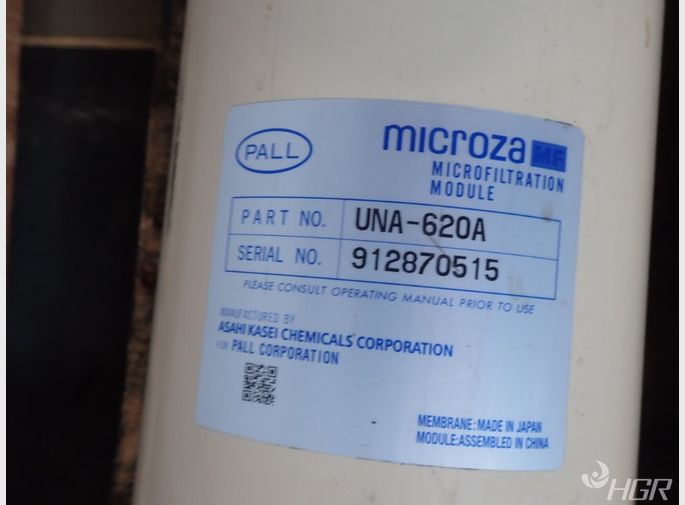 PALL
microza MF
MICROFILTRATION
MODULE
PART NO. UNA-620A
SERIAL NO. 912870515
PLEASE CONSULT OPERATING MANUAL PRIOR TO USE
MANUFACTURED BY
ASAHI KASEI CHEMICALS CORPORATION
FOR PALL CORPORATION
MEMBRANE:MADE IN JAPAN
MODULE:ASSEMBLED IN CHINA
HGR